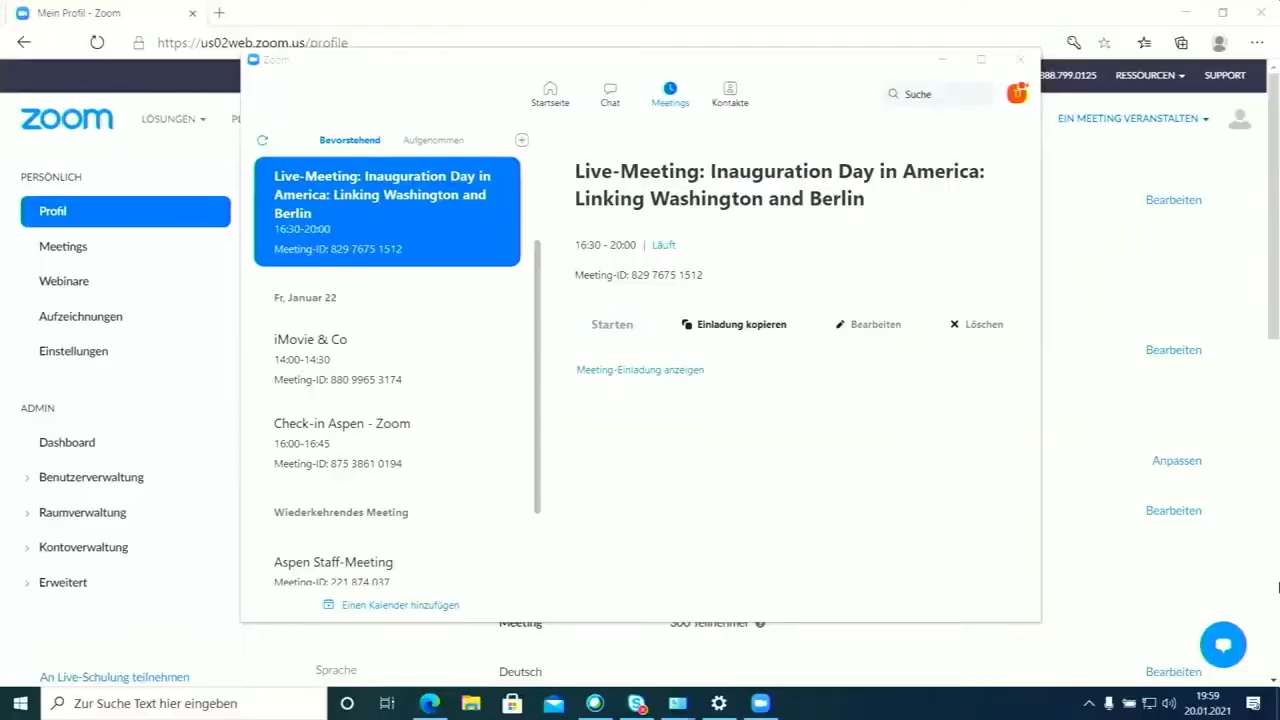 Mein Profil - Zoom
https://us02web.zoom.us/profile
Zoom
888.799.0125 RESSOURCEN SUPPORT
Startseite Chat Meetings Kontakte
Suche
zoom LÖSUNGEN
EIN MEETING VERANSTALTEN
Bevorstehend Aufgenommen
PERSÖNLICH
Profil
Meetings
Webinare
Aufzeichnungen
Einstellungen
ADMIN
Dashboard
Benutzerverwaltung
Raumverwaltung
Kontoverwaltung
Erweitert
An Live-Schulung teilnehmen
Live-Meeting: Inauguration Day in
America: Linking Washington and
Berlin
16:30-20:00
Meeting-ID: 829 7675 1512
Fr, Januar 22
iMovie & Co
14:00-14:30
Meeting-ID: 880 9965 3174
Check-in Aspen - Zoom
16:00-16:45
Meeting-ID: 875 3861 0194
Wiederkehrendes Meeting
Aspen Staff-Meeting
Meeting-ID: 221 874 037
Einen Kalender hinzufügen
Live-Meeting: Inauguration Day in America:
Linking Washington and Berlin
16:30 - 20:00 | Läuft
Meeting-ID: 829 7675 1512
Starten Einladung kopieren Bearbeiten Löschen
Meeting-Einladung anzeigen
Bearbeiten
Bearbeiten
Anpassen
Bearbeiten
Meeting 300 Teilnehmer
Sprache Deutsch Bearbeiten
Zur Suche Text hier eingeben
19:59
20.01.2021